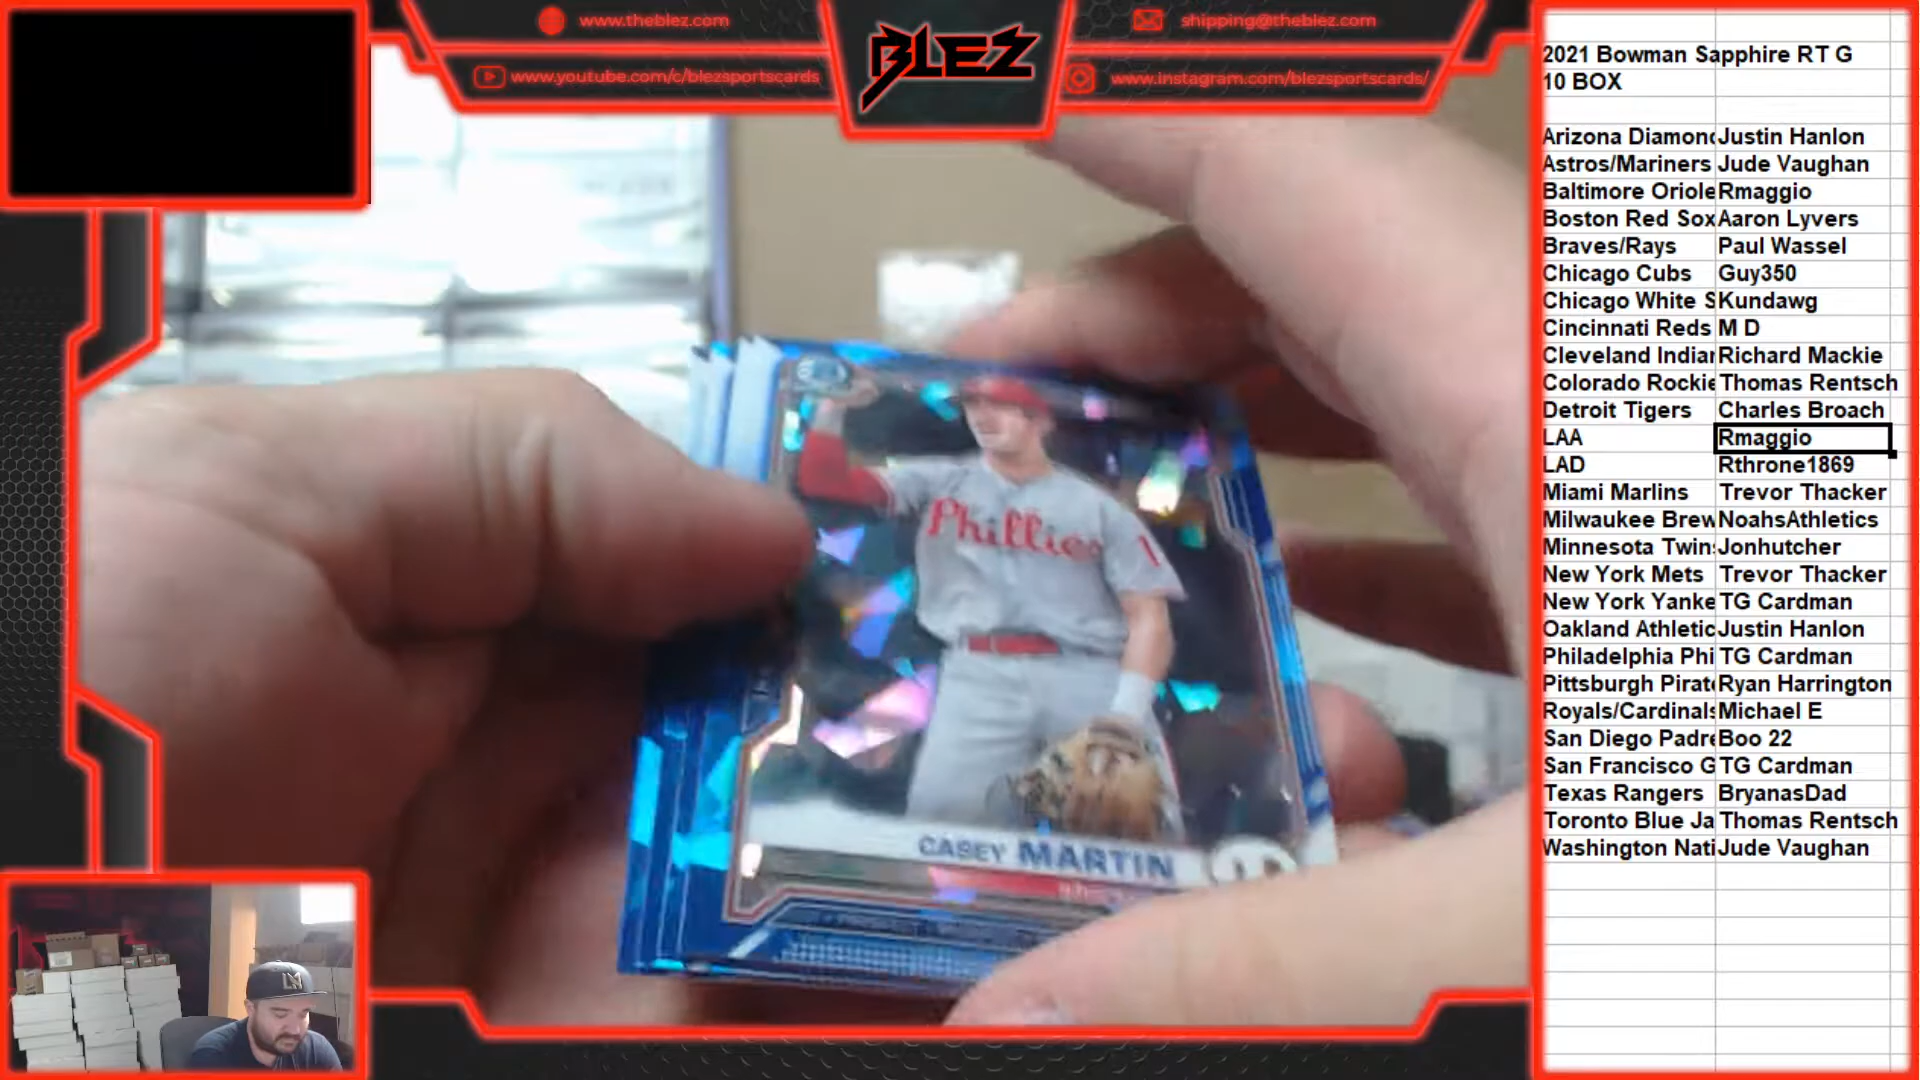 www.theblez.com
www.youtube.com/c/blezsportscards
BLEZ
shipping@theblez.com
www.instagram.com/blezsportscards/
Phillies
CASEY MARTIN
2021 Bowman Sapphire RT G
10 BOX
Arizona Diamond Justin Hanlon
Astros/Mariners Jude Vaughan
Baltimore Oriole Rmaggio
Boston Red Sox Aaron Lyvers
Braves/Rays Paul Wassel
Chicago Cubs Guy350
Chicago White S Kundawg
Cincinnati Reds M D
Cleveland Indian Richard Mackie
Colorado Rockie Thomas Rentsch
Detroit Tigers Charles Broach
LAA Rmaggio
LAD Rthrone1869
Miami Marlins Trevor Thacker
Milwaukee Brew NoahsAthletics
Minnesota Twins Jonhutcher
New York Mets Trevor Thacker
New York Yanke TG Cardman
Oakland Athletic Justin Hanlon
Philadelphia Phi TG Cardman
Pittsburgh Pirate Ryan Harrington
Royals/Cardinals Michael E
San Diego Padre Boo 22
San Francisco G TG Cardman
Texas Rangers BryanasDad
Toronto Blue Ja Thomas Rentsch
Washington Nati Jude Vaughan